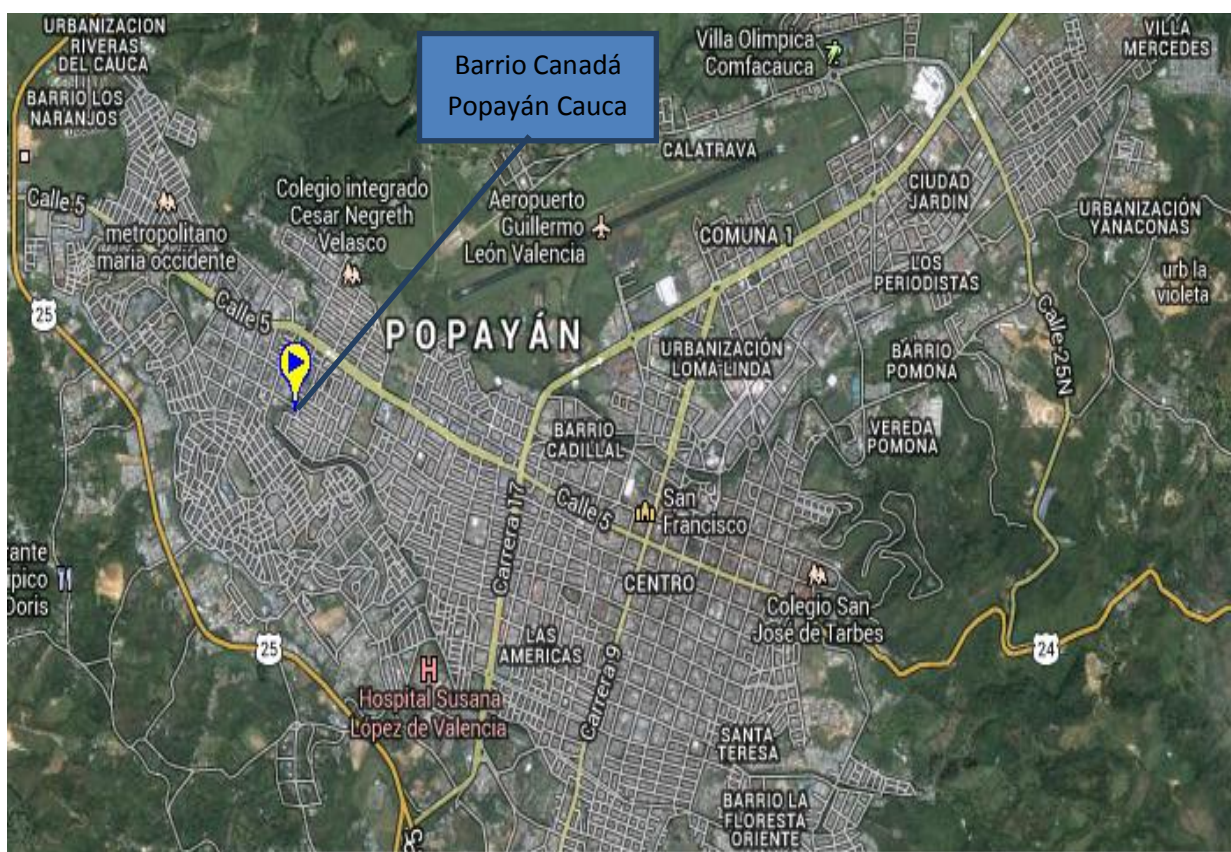 URBANIZACION
RIVERAS
DEL CAUCA
BARRIO LOS
NARANJOS
Barrio Canadá
Popayán Cauca
Villa Olimpica
Comfacauca
VILLA
MERCEDES
CALATRAVA
Calle 5
metropolitano
maria occidente
Colegio integrado
Cesar Negreth
Velasco
Aeropuerto
Guillermo
León Valencia
COMUNA 1
CIUDAD
JARDIN
URBANIZACIÓN
YANACONAS
LOS
PERIODISTAS
urb la
violeta
25
Calle 5
POPAYÁN
URBANIZACIÓN
LOMA LINDA
BARRIO
POMONA
Calle 25N
BARRIO
CADILLAL
VEREDA
POMONA
Carrera 17
Calle 5
San
Francisco
rante
ipico
Doris
CENTRO
Colegio San
Jose de Tarbes
LAS
AMERICAS
25
24
H
Hospital Susana
López de Valencia
Carrera 9
SANTA
TERESA
BARRIO LA
FLORESTA
ORIENTE